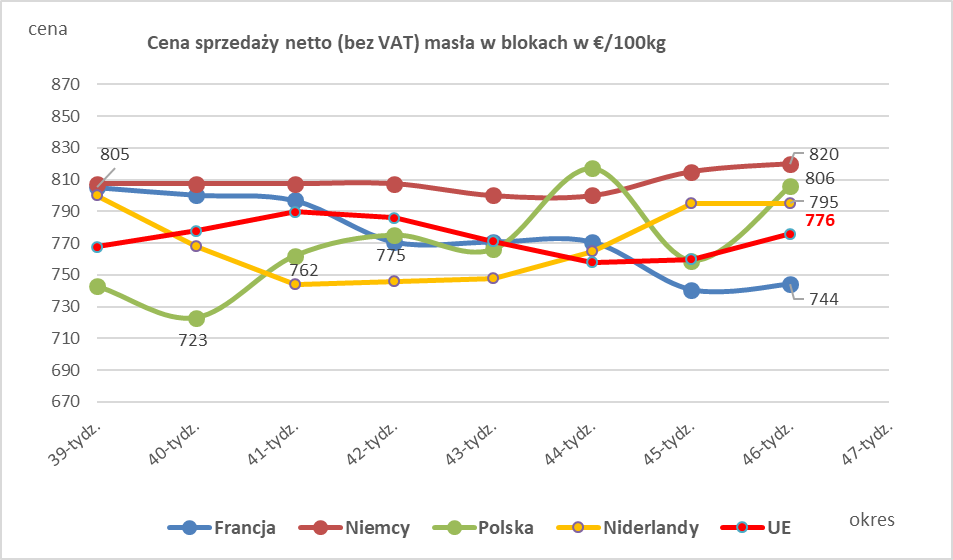 cena
Cena sprzedaży netto (bez VAT) masła w blokach w €/100kg
870
850
830
810
790
770
750
730
710
690
670
805
723
762
775
820
806
795
776
744
39-tydz.
40-tydz.
41-tydz.
42-tydz.
43-tydz.
44-tydz.
45-tydz.
46-tydz.
47-tydz.
Francja Niemcy Polska Niderlandy UE
okres